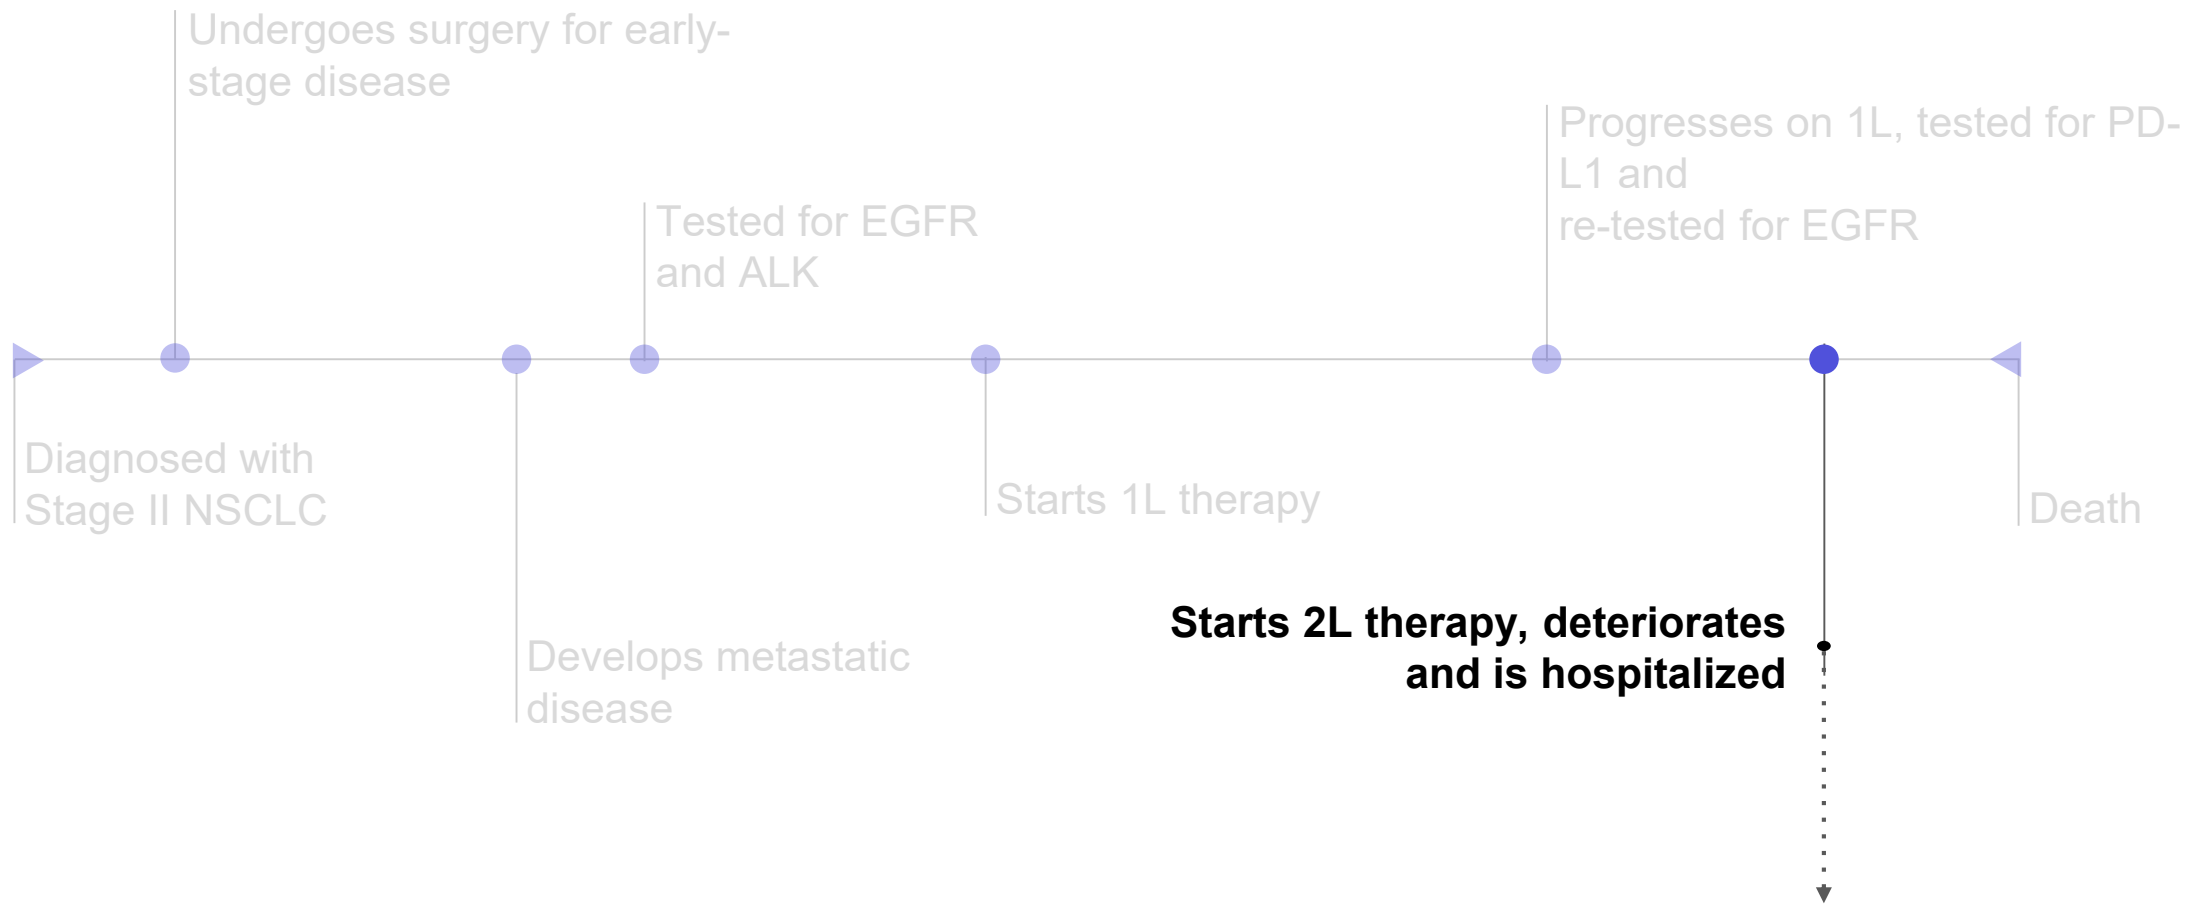 Undergoes surgery for early-
stage disease
Progresses on 1L, tested for PD-
L1 and
re-tested for EGFR
Tested for EGFR
and ALK
Diagnosed with
Stage II NSCLC
Starts 1L therapy
Death
Starts 2L therapy, deteriorates
and is hospitalized
Develops metastatic
disease